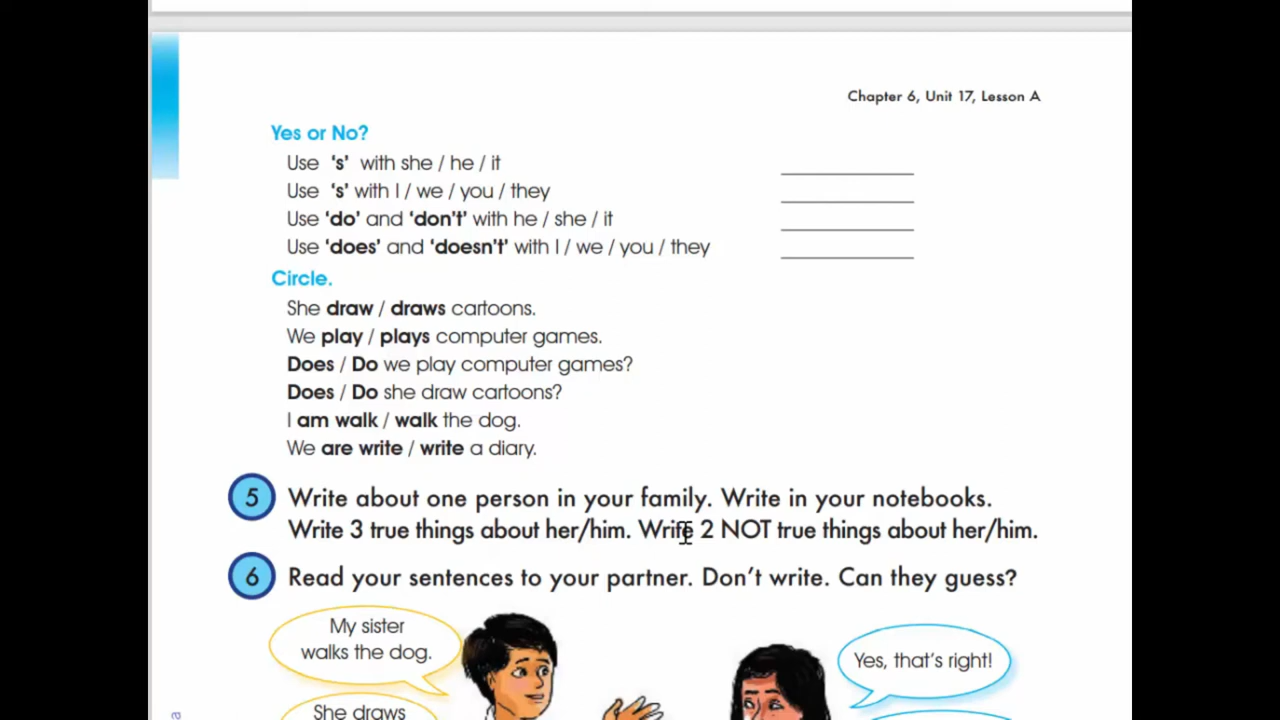 Chapter 6, Unit 17, Lesson A
Yes or No?
Use ‘s’ with she / he / it
Use ‘s’ with I / we / you / they
Use ‘do’ and ‘don’t’ with he / she / it
Use ‘does’ and ‘doesn’t’ with I / we / you / they
Circle.
She draw / draws cartoons.
We play / plays computer games.
Does / Do we play computer games?
Does / Do she draw cartoons?
I am walk / walk the dog.
We are write / write a diary.
5 Write about one person in your family. Write in your notebooks.
Write 3 true things about her/him. Write 2 NOT true things about her/him.
6 Read your sentences to your partner. Don’t write. Can they guess?
My sister
walks the dog.
Yes, that’s right!
She draws